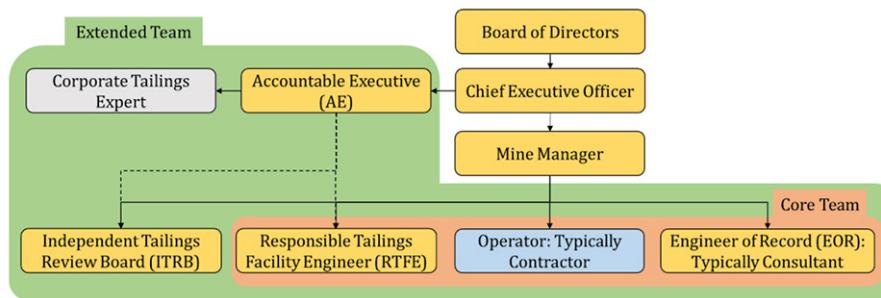 Extended Team
Board of Directors
Corporate Tailings
Expert
Accountable Executive
(AE)
Chief Executive Officer
Mine Manager
Core Team
Independent Tailings
Review Board (ITRB)
Responsible Tailings
Facility Engineer (RTFE)
Operator: Typically
Contractor
Engineer of Record (EOR):
Typically Consultant